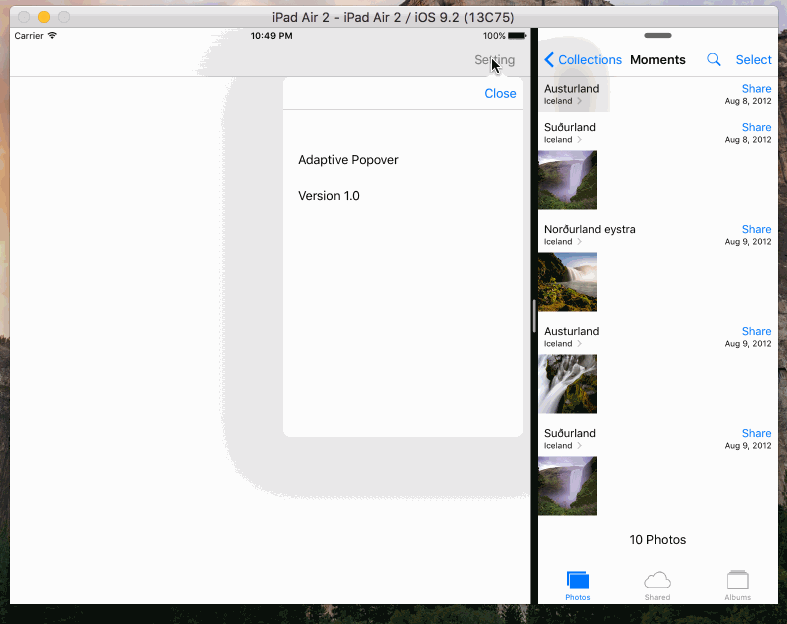 iPad Air 2 - iPad Air 2 / iOS 9.2 (13C75)
Carrier
10:49 PM
100%
Setting
Close
Adaptive Popover
Version 1.0
Collections
Moments
Select
Austurland
Share
Iceland
Aug 8, 2012
Suðurland
Share
Iceland
Aug 8, 2012
Norðurland eystra
Share
Iceland
Aug 9, 2012
Austurland
Share
Iceland
Aug 9, 2012
Suðurland
Share
Iceland
Aug 9, 2012
10 Photos
Photos
Shared
Albums